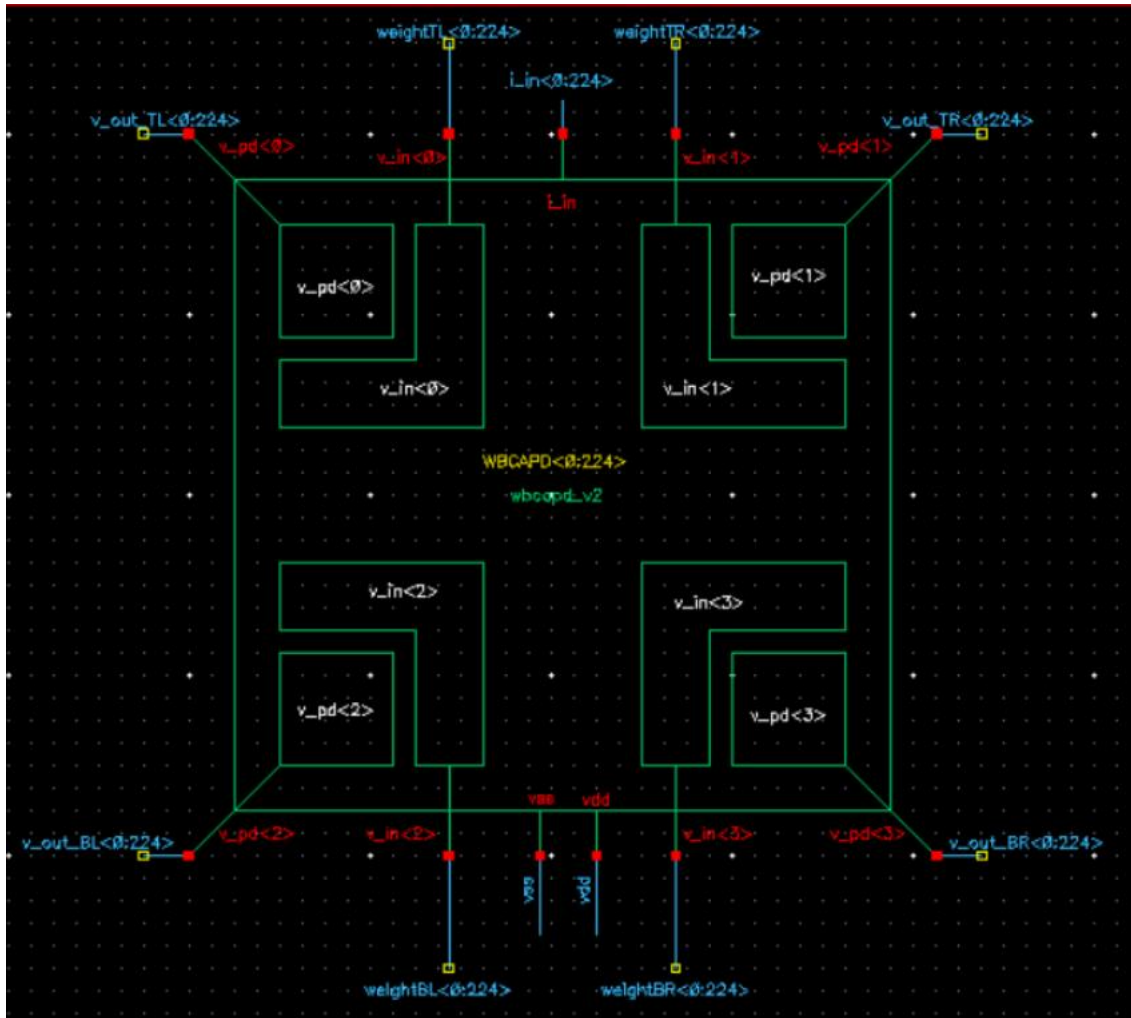 weightTL<0:224>
weightTR<0:224>
i_in<0:224>
v_out_TL<0:224>
v_out_TR<0:224>
v_pd<0>
v_in<0>
v_in<1>
v_pd<1>
i_in
v_pd<0>
v_pd<1>
v_in<0>
v_in<1>
WBCAPD<0:224>
wbcapd_v2
v_in<2>
v_in<3>
v_pd<2>
v_pd<3>
vss
vdd
v_pd<2>
v_in<2>
v_in<3>
v_pd<3>
v_out_BL<0:224>
v_out_BR<0:224>
vss
vdd
weightBL<0:224>
weightBR<0:224>